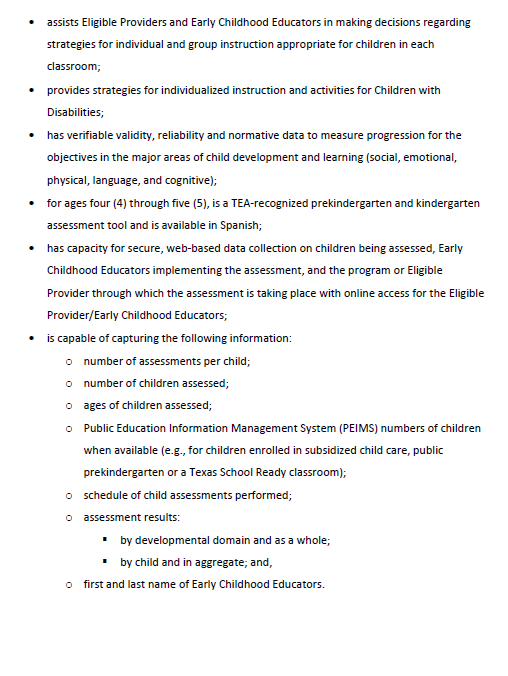 • assists Eligible Providers and Early Childhood Educators in making decisions regarding
strategies for individual and group instruction appropriate for children in each
classroom;
• provides strategies for individualized instruction and activities for Children with
Disabilities;
• has verifiable validity, reliability and normative data to measure progression for the
objectives in the major areas of child development and learning (social, emotional,
physical, language, and cognitive);
• for ages four (4) through five (5), is a TEA-recognized prekindergarten and kindergarten
assessment tool and is available in Spanish;
• has capacity for secure, web-based data collection on children being assessed, Early
Childhood Educators implementing the assessment, and the program or Eligible
Provider through which the assessment is taking place with online access for the Eligible
Provider/Early Childhood Educators;
• is capable of capturing the following information:
o number of assessments per child;
o number of children assessed;
o ages of children assessed;
o Public Education Information Management System (PEIMS) numbers of children
when available (e.g., for children enrolled in subsidized child care, public
prekindergarten or a Texas School Ready classroom);
o schedule of child assessments performed;
o assessment results:
▪ by developmental domain and as a whole;
▪ by child and in aggregate; and,
o first and last name of Early Childhood Educators.